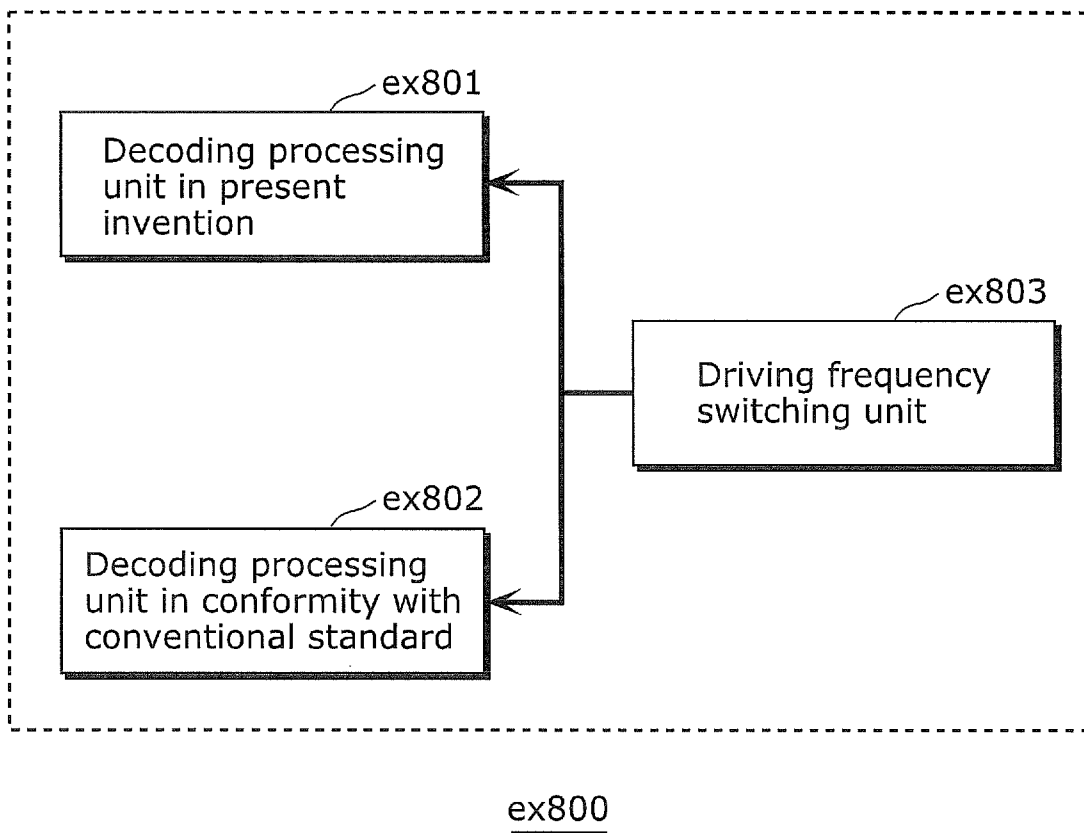 ex801
Decoding processing
unit in present
invention
ex803
Driving frequency
switching unit
ex802
Decoding processing
unit in conformity with
conventional standard
ex800